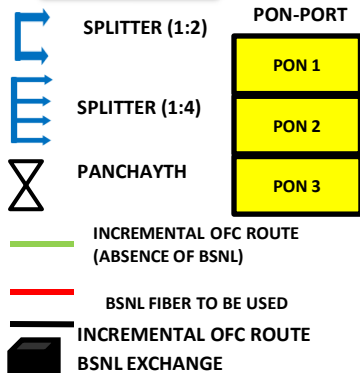 SPLITTER (1:2)
PON-PORT
PON 1
SPLITTER (1:4)
PON 2
PANCHAYTH
PON 3
INCREMENTAL OFC ROUTE
(ABSENCE OF BSNL)
BSNL FIBER TO BE USED
INCREMENTAL OFC ROUTE
BSNL EXCHANGE